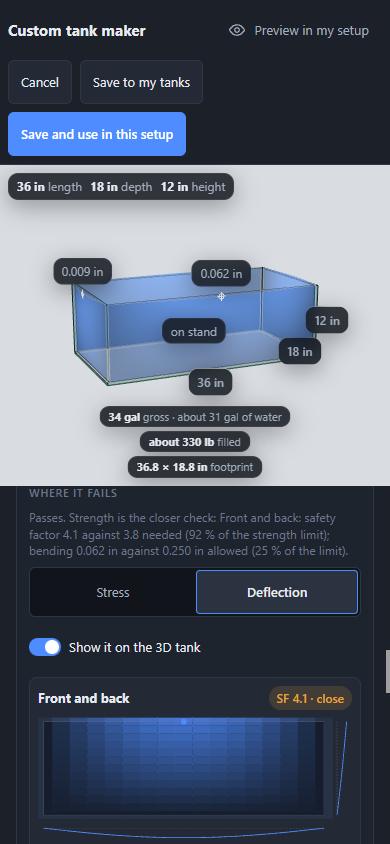 Custom tank maker
Preview in my setup
Cancel
Save to my tanks
Save and use in this setup
36 in length 18 in depth 12 in height
0.009 in
0.062 in
12 in
on stand
18 in
36 in
34 gal gross · about 31 gal of water
about 330 lb filled
36.8 × 18.8 in footprint
WHERE IT FAILS
Passes. Strength is the closer check: Front and back: safety
factor 4.1 against 3.8 needed (92 % of the strength limit);
bending 0.062 in against 0.250 in allowed (25 % of the limit).
Stress
Deflection
Show it on the 3D tank
Front and back
SF 4.1 · close